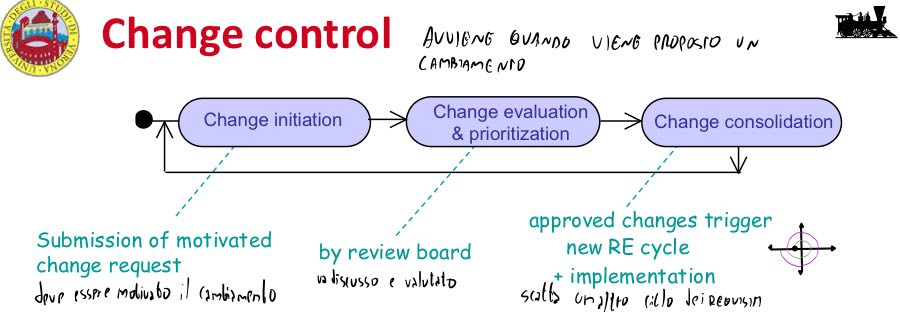 UNIVERSITÀ DEGLI STUDI DI VERONA
Change control
AVVIENE QUANDO VIENE PROPOSTO UN
CAMBIAMENTO
Change initiation
Change evaluation
& prioritization
Change consolidation
Submission of motivated
change request
deve essere motivato il cambiamento
by review board
va discusso e valutato
approved changes trigger
new RE cycle
+ implementation
scatta un altro ciclo dei